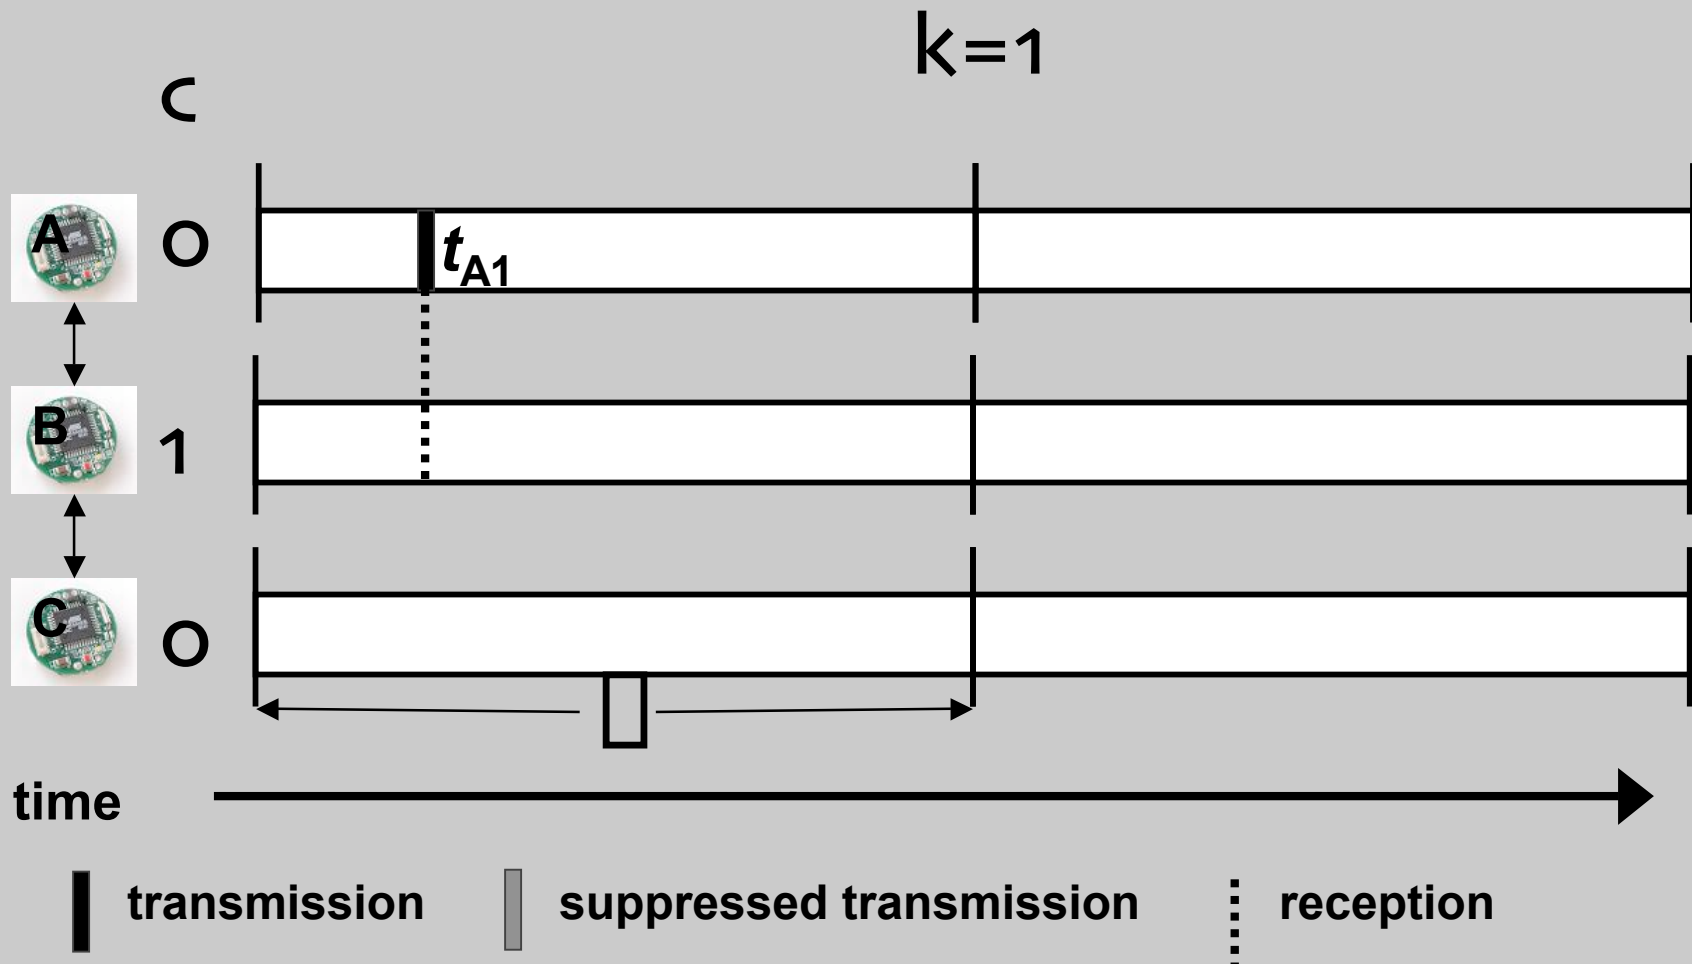 k=1
c
A 0 tA1
B 1
C 0
time
transmission suppressed transmission reception